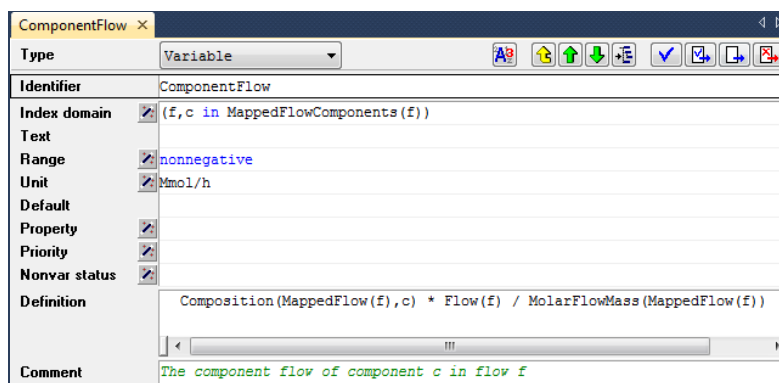 ComponentFlow
Type Variable
Identifier ComponentFlow
Index domain (f,c in MappedFlowComponents(f))
Text
Range nonnegative
Unit Mmol/h
Default
Property
Priority
Nonvar status
Definition Composition(MappedFlow(f),c) * Flow(f) / MolarFlowMass(MappedFlow(f))
Comment The component flow of component c in flow f